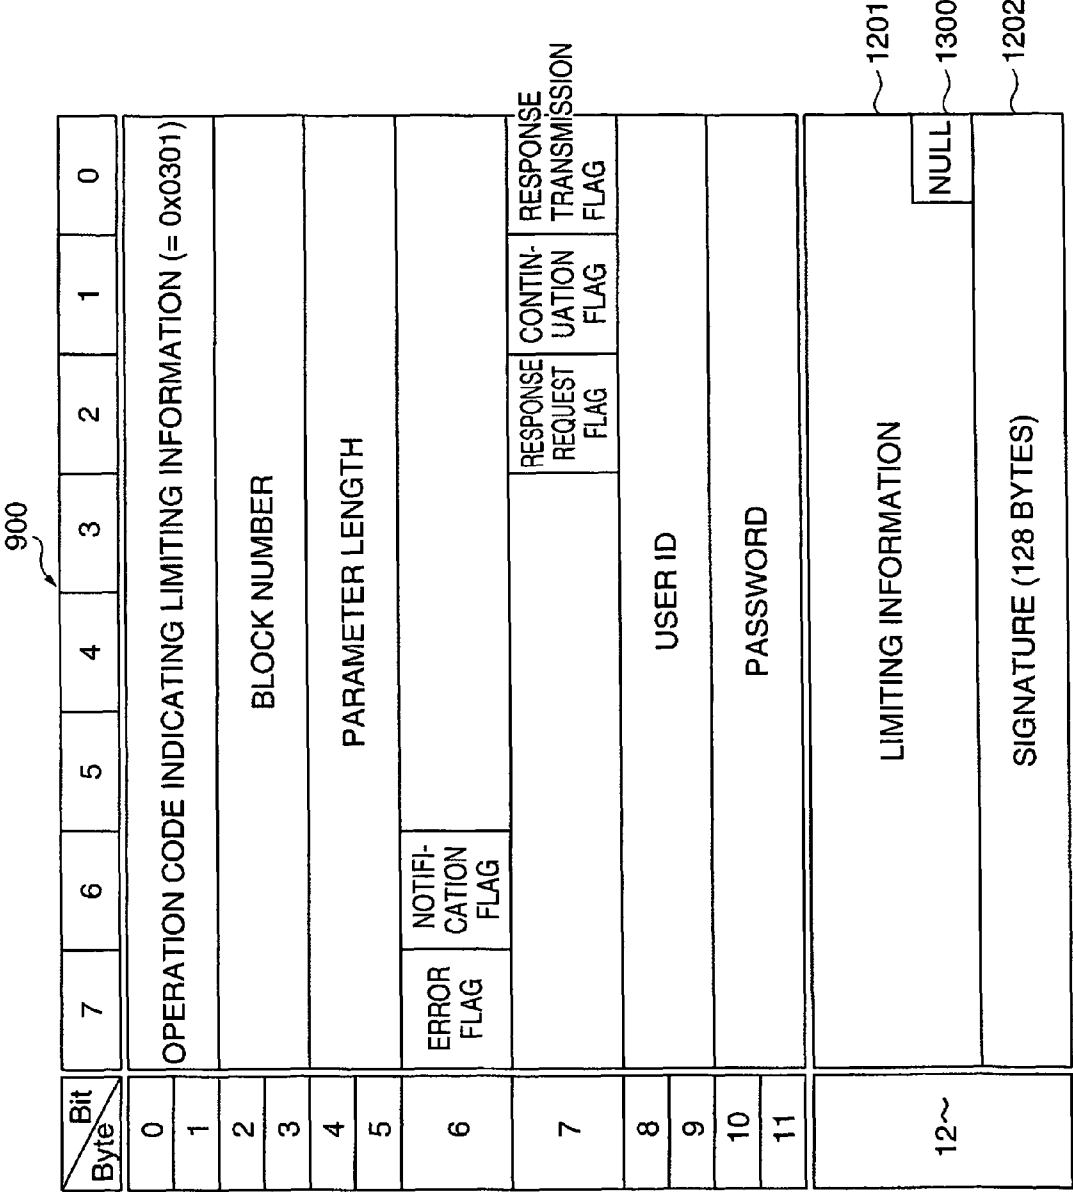 900
Bit
Byte
7 6 5 4 3 2 1 0
0
OPERATION CODE INDICATING LIMITING INFORMATION (= 0x0301)
1
2
BLOCK NUMBER
3
4
PARAMETER LENGTH
5
6
ERROR
FLAG
NOTIFI-
CATION
FLAG
7
RESPONSE
REQUEST
FLAG
CONTIN-
UATION
FLAG
RESPONSE
TRANSMISSION
FLAG
8
USER ID
9
10
PASSWORD
11
12~
LIMITING INFORMATION
1201
NULL
1300
SIGNATURE (128 BYTES)
1202